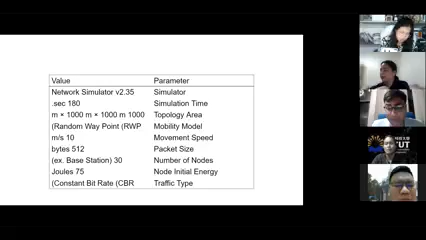 Value Parameter
Network Simulator v2.35 Simulator
.sec 180 Simulation Time
m × 1000 m × 1000 m 1000 Topology Area
(Random Way Point (RWP Mobility Model
m/s 10 Movement Speed
bytes 512 Packet Size
(ex. Base Station) 30 Number of Nodes
Joules 75 Node Initial Energy
(Constant Bit Rate (CBR Traffic Type